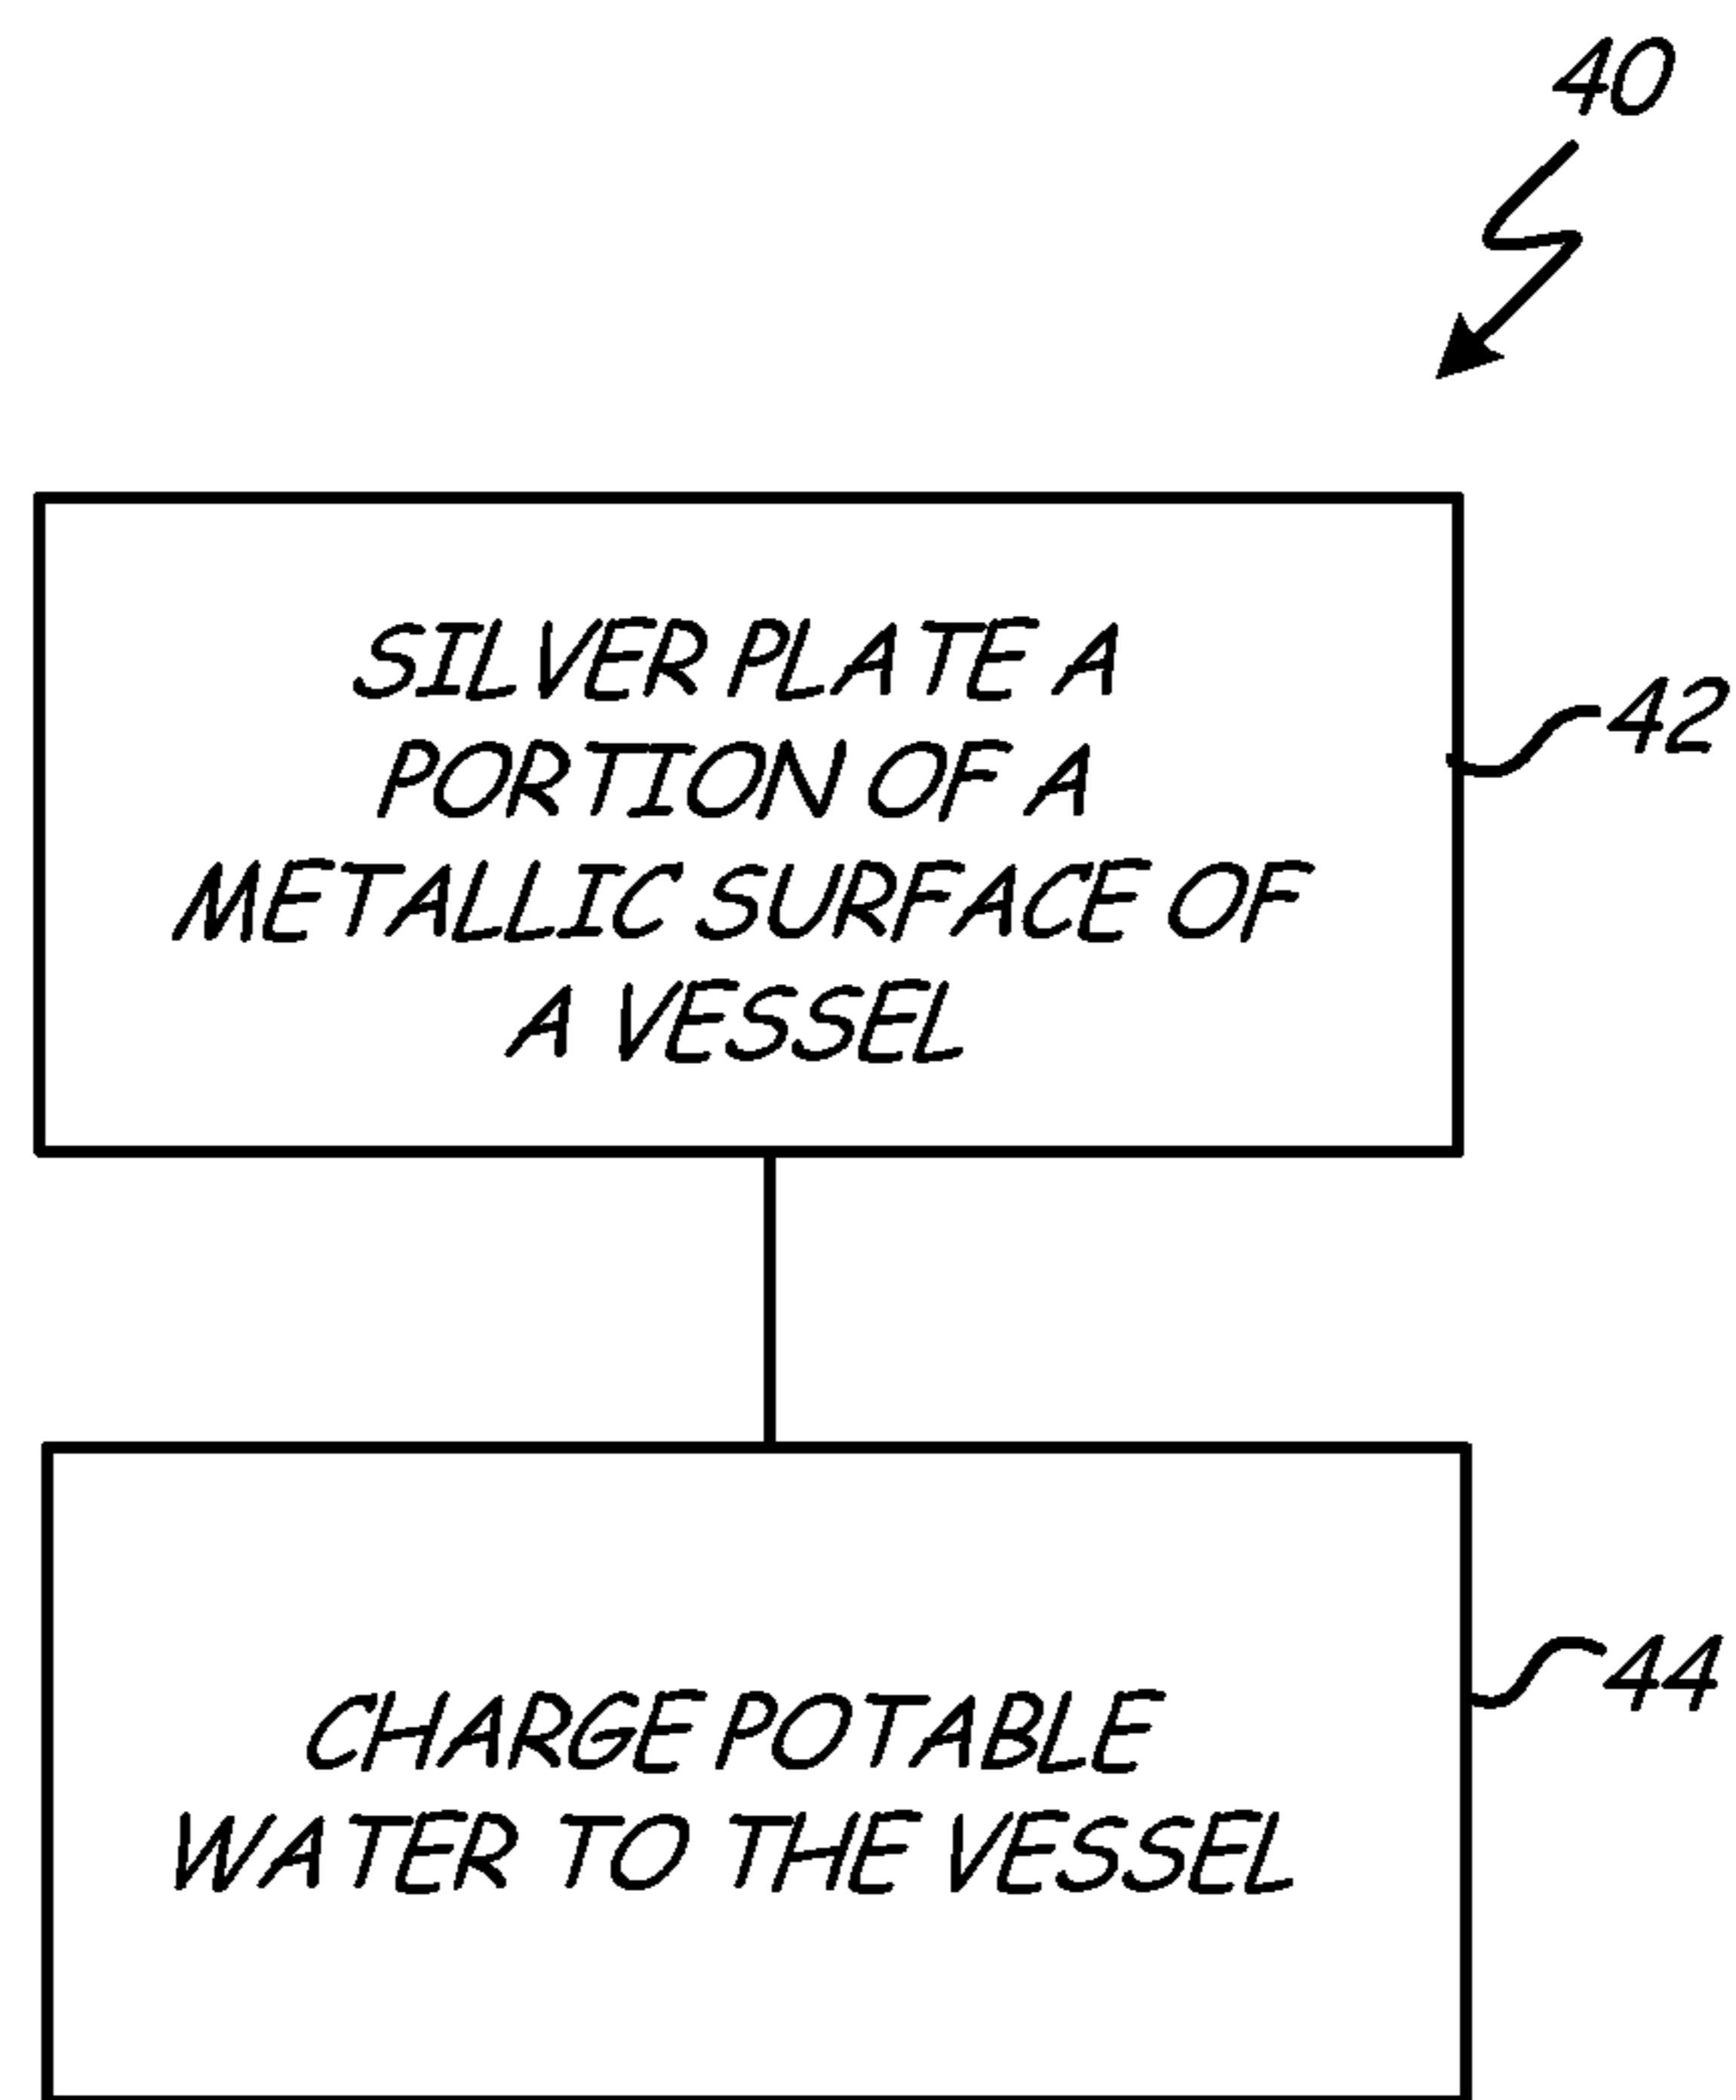 40
SILVER PLATE A
PORTION OF A
METALLIC SURFACE OF
A VESSEL
42
CHARGE POTABLE
WATER TO THE VESSEL
44